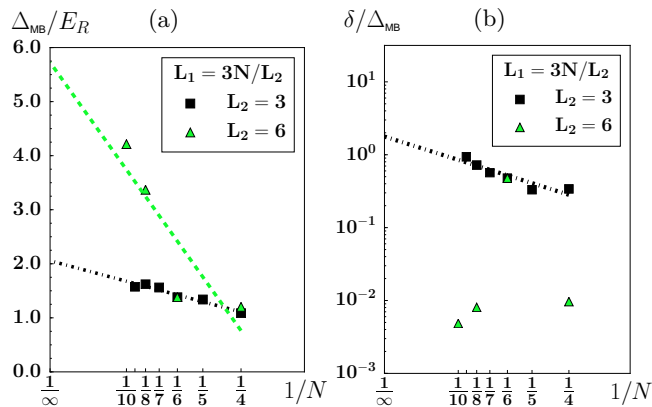 Δ_MB/E_R (a)
6.0
5.0
4.0
3.0
2.0
1.0
0.0
L₁ = 3N/L₂
L₂ = 3
L₂ = 6
1/∞ 1/10 1/8 1/7 1/6 1/5 1/4 1/N
δ/Δ_MB (b)
10¹
10⁰
10⁻¹
10⁻²
10⁻³
L₁ = 3N/L₂
L₂ = 3
L₂ = 6
1/∞ 1/10 1/8 1/7 1/6 1/5 1/4 1/N